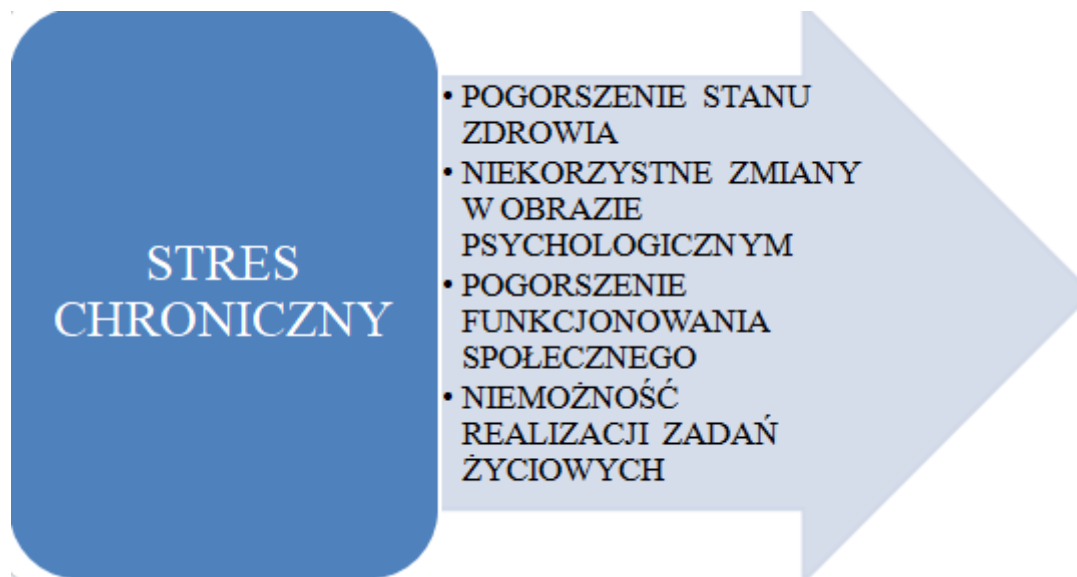 STRES
CHRONICZNY
• POGORSZENIE STANU
ZDROWIA
• NIEKORZYSTNE ZMIANY
W OBRAZIE
PSYCHOLOGICZNYM
• POGORSZENIE
FUNKCJONOWANIA
SPOŁECZNEGO
• NIEMOŻNOŚĆ
REALIZACJI ZADAŃ
ŻYCIOWYCH